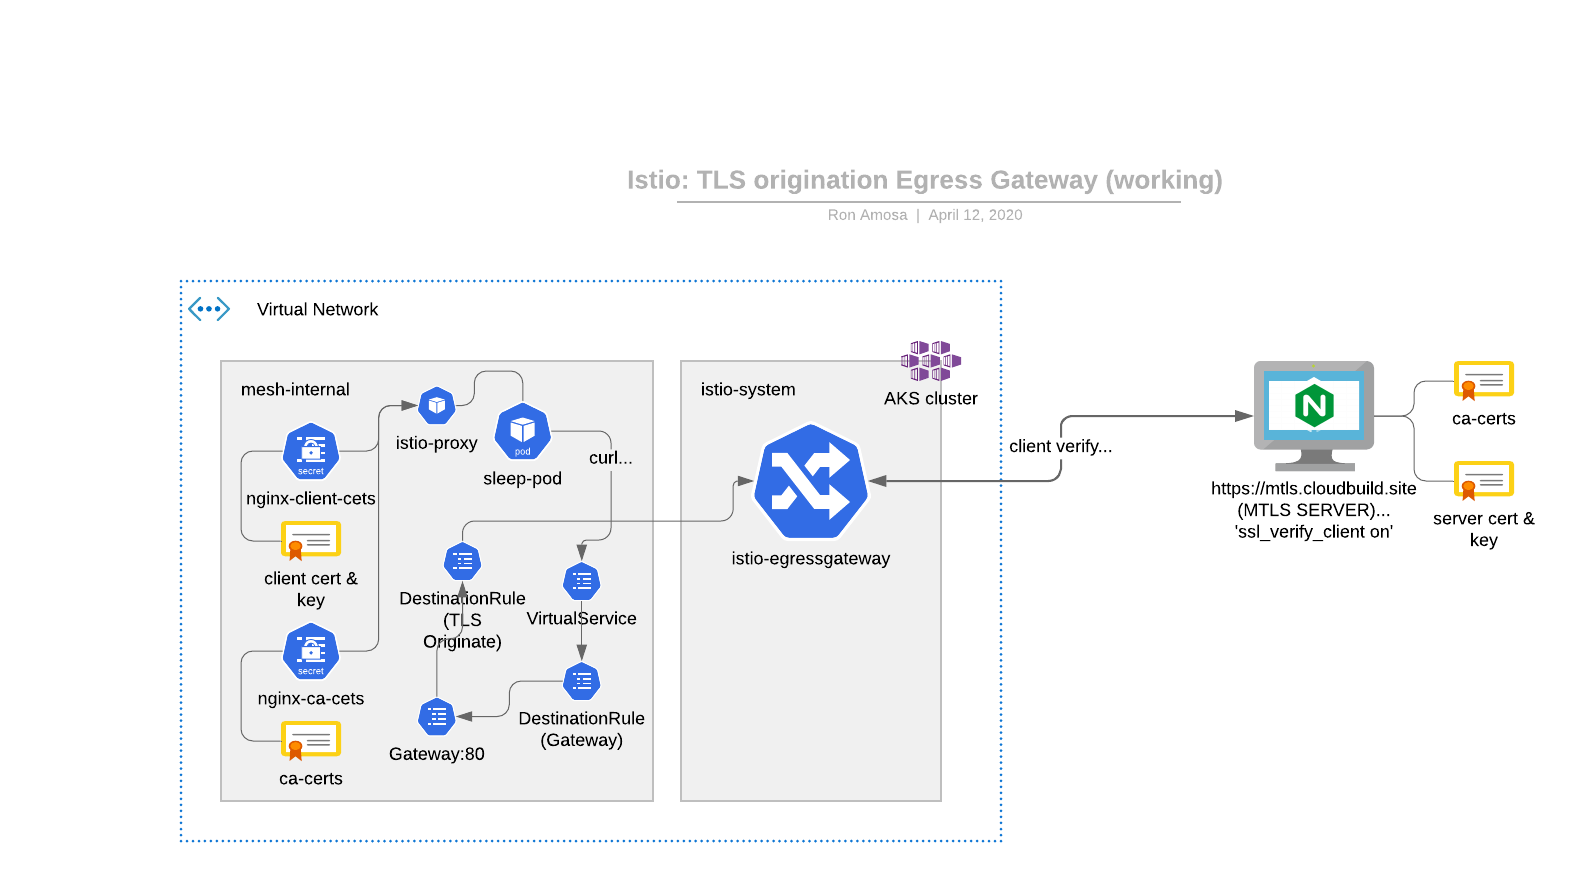 Istio: TLS origination Egress Gateway (working)
Ron Amosa | April 12, 2020
Virtual Network
mesh-internal
istio-proxy
pod
sleep-pod
curl...
secret
nginx-client-cets
client cert &
key
secret
nginx-ca-cets
ca-certs
DestinationRule
(TLS
Originate)
VirtualService
DestinationRule
(Gateway)
Gateway:80
istio-system
AKS cluster
istio-egressgateway
client verify...
N
https://mtls.cloudbuild.site
(MTLS SERVER)...
'ssl_verify_client on'
ca-certs
server cert &
key